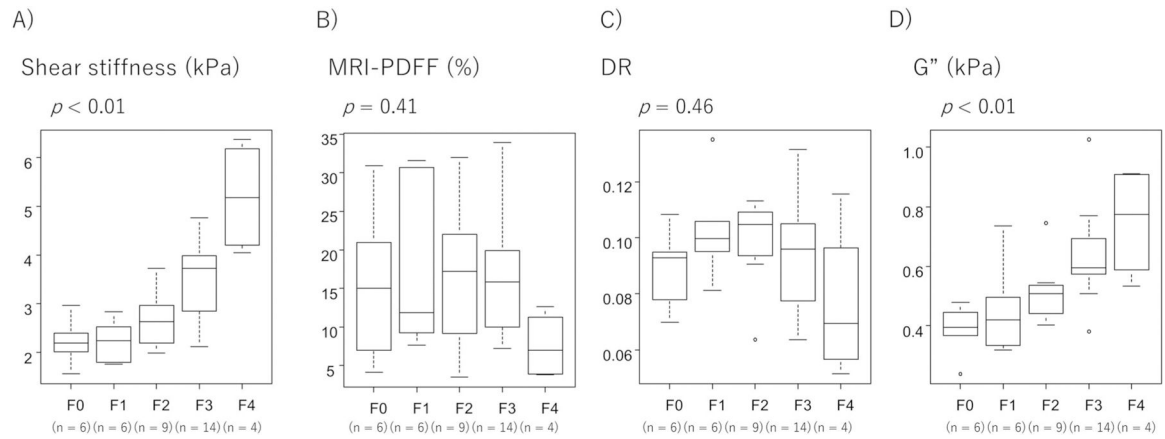 A)
Shear stiffness (kPa)
p < 0.01
6
5
4
3
2
F0 F1 F2 F3 F4
(n = 6) (n = 6) (n = 9) (n = 14) (n = 4)
B)
MRI-PDFF (%)
p = 0.41
35
30
25
20
15
10
5
F0 F1 F2 F3 F4
(n = 6) (n = 6) (n = 9) (n = 14) (n = 4)
C)
DR
p = 0.46
0.12
0.10
0.08
0.06
F0 F1 F2 F3 F4
(n = 6) (n = 6) (n = 9) (n = 14) (n = 4)
D)
G” (kPa)
p < 0.01
1.0
0.8
0.6
0.4
F0 F1 F2 F3 F4
(n = 6) (n = 6) (n = 9) (n = 14) (n = 4)